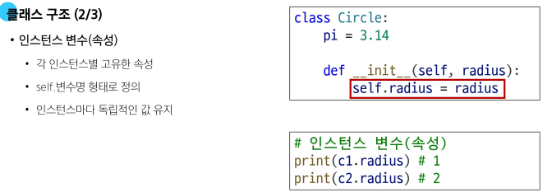 클래스 구조 (2/3)
• 인스턴스 변수(속성)
• 각 인스턴스별 고유한 속성
• self.변수명 형태로 정의
• 인스턴스마다 독립적인 값 유지
class Circle:
    pi = 3.14

    def __init__(self, radius):
        self.radius = radius
# 인스턴스 변수(속성)
print(c1.radius) # 1
print(c2.radius) # 2